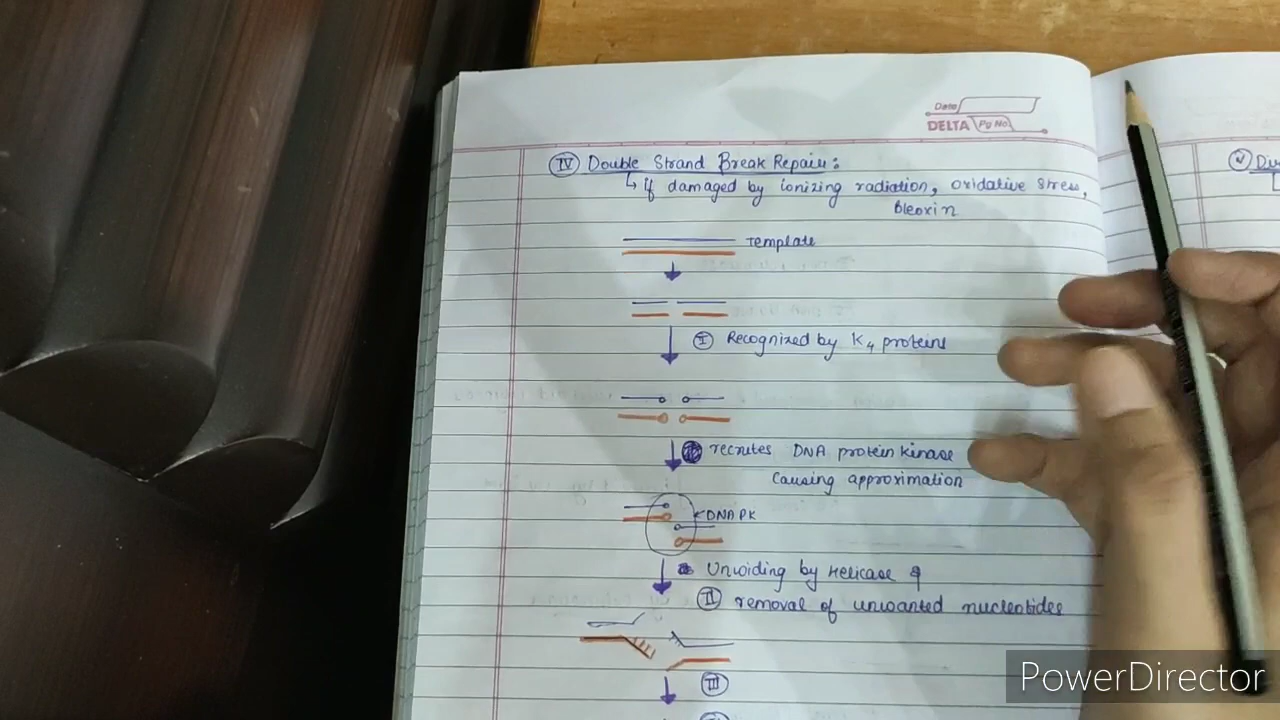 Date
DELTA Pg No.
IV Double Strand Break Repair:
↳ If damaged by ionizing radiation, oxidative stress,
Bleoxin
Template
I Recognized by K4 proteins
recruites DNA protein kinase
causing approximation
DNA PK
Unwiding by Helicase &
II removal of unwanted nucleotides
III
PowerDirector